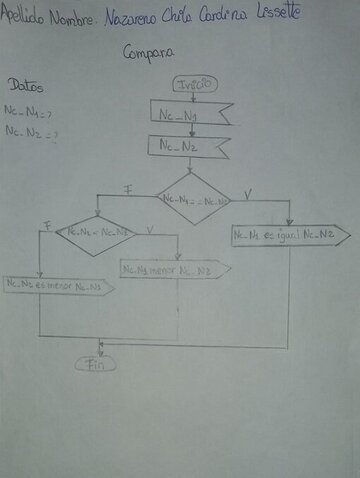 Apellido Nombre. Nazareno Chila Cardina Lissette
Compara
Datos
Nc_N1=?
Nc_N2=?
Inicio
Nc_N1
Nc_N2
F
Nc_N1==Nc_N2
V
F
Nc_N1<Nc_N2
V
Nc_N1 es igual Nc_N2
Nc_N1 menor Nc_N2
Nc_N2 es menor Nc_N1
Fin